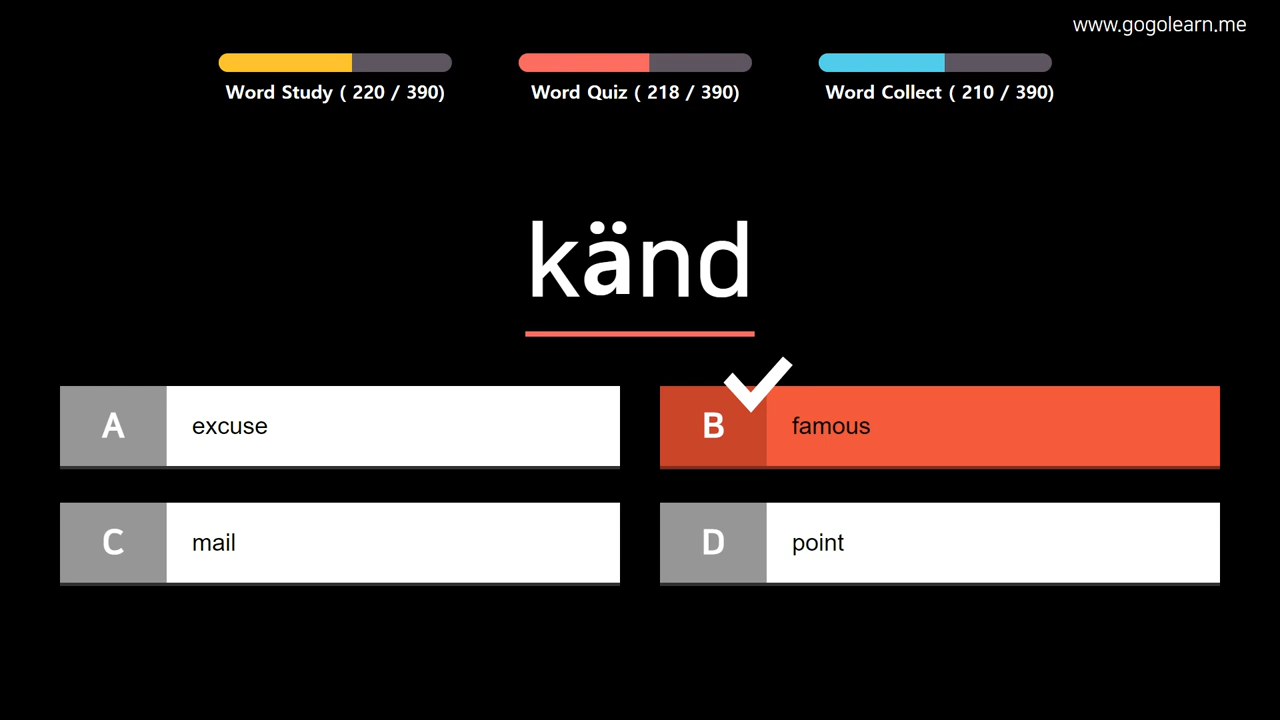 www.gogolearn.me
Word Study ( 220 / 390) Word Quiz ( 218 / 390) Word Collect ( 210 / 390)
känd
A excuse
B famous
C mail
D point